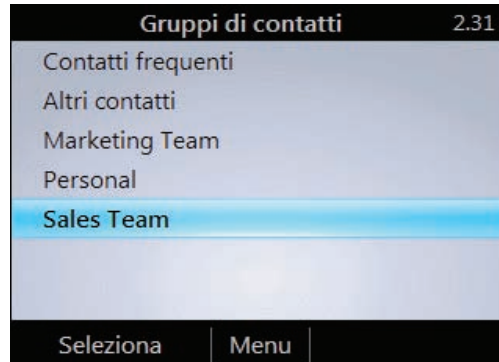 Gruppi di contatti 2.31
Contatti frequenti
Altri contatti
Marketing Team
Personal
Sales Team
Seleziona Menu